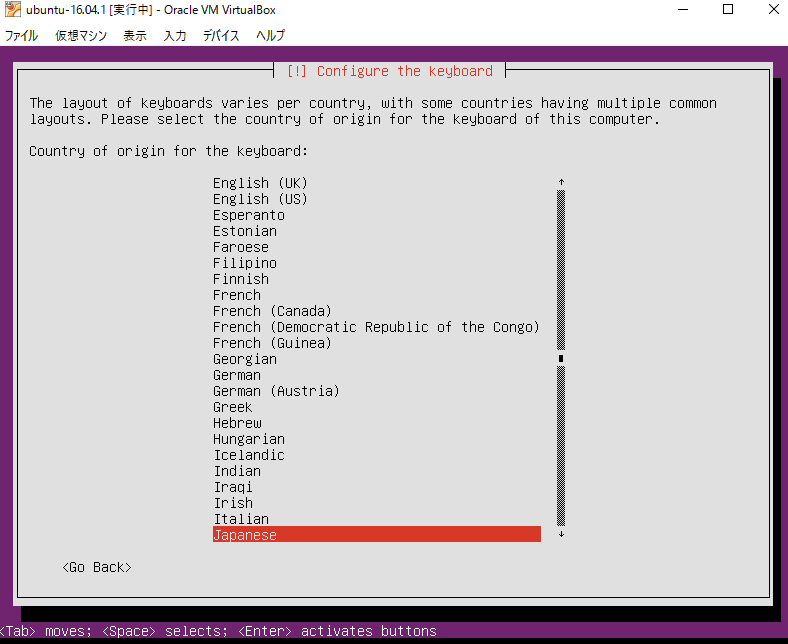 ubuntu-16.04.1 [実行中] - Oracle VM VirtualBox
ファイル 仮想マシン 表示 入力 デバイス ヘルプ
[!] Configure the keyboard
The layout of keyboards varies per country, with some countries having multiple common
layouts. Please select the country of origin for the keyboard of this computer.
Country of origin for the keyboard:
English (UK)
English (US)
Esperanto
Estonian
Faroese
Filipino
Finnish
French
French (Canada)
French (Democratic Republic of the Congo)
French (Guinea)
Georgian
German
German (Austria)
Greek
Hebrew
Hungarian
Icelandic
Indian
Iraqi
Irish
Italian
Japanese
<Go Back>
<Tab> moves; <Space> selects; <Enter> activates buttons